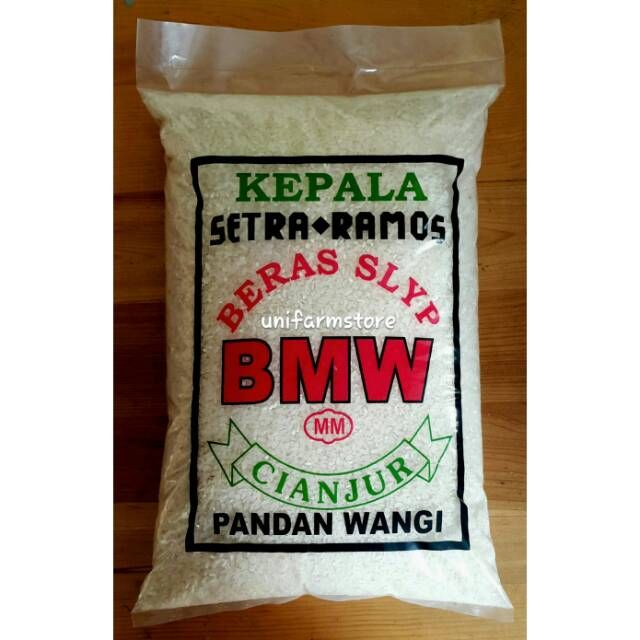 KEPALA
SETRA◆RAMOS
BERAS SLYP
unifarmstore
BMW
MM
CIANJUR
PANDAN WANGI